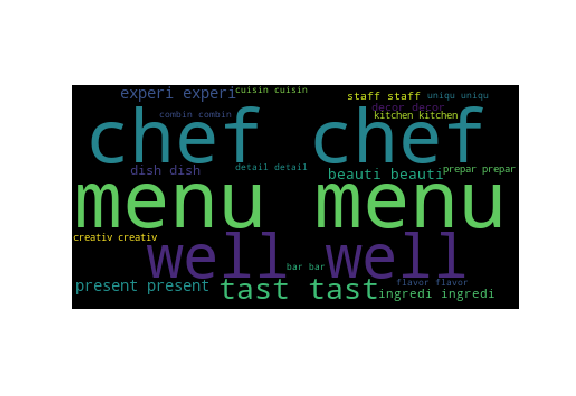 experi experi
cuisim cuisin
staff staff
uniqu uniqu
decor decor
combim combin
kitchen kitchen
chef chef
dish dish
detail detail
beauti beauti
prepar prepar
menu menu
creativ creativ
well well
bar bar
present present
tast tast
flavor flavor
ingredi ingredi